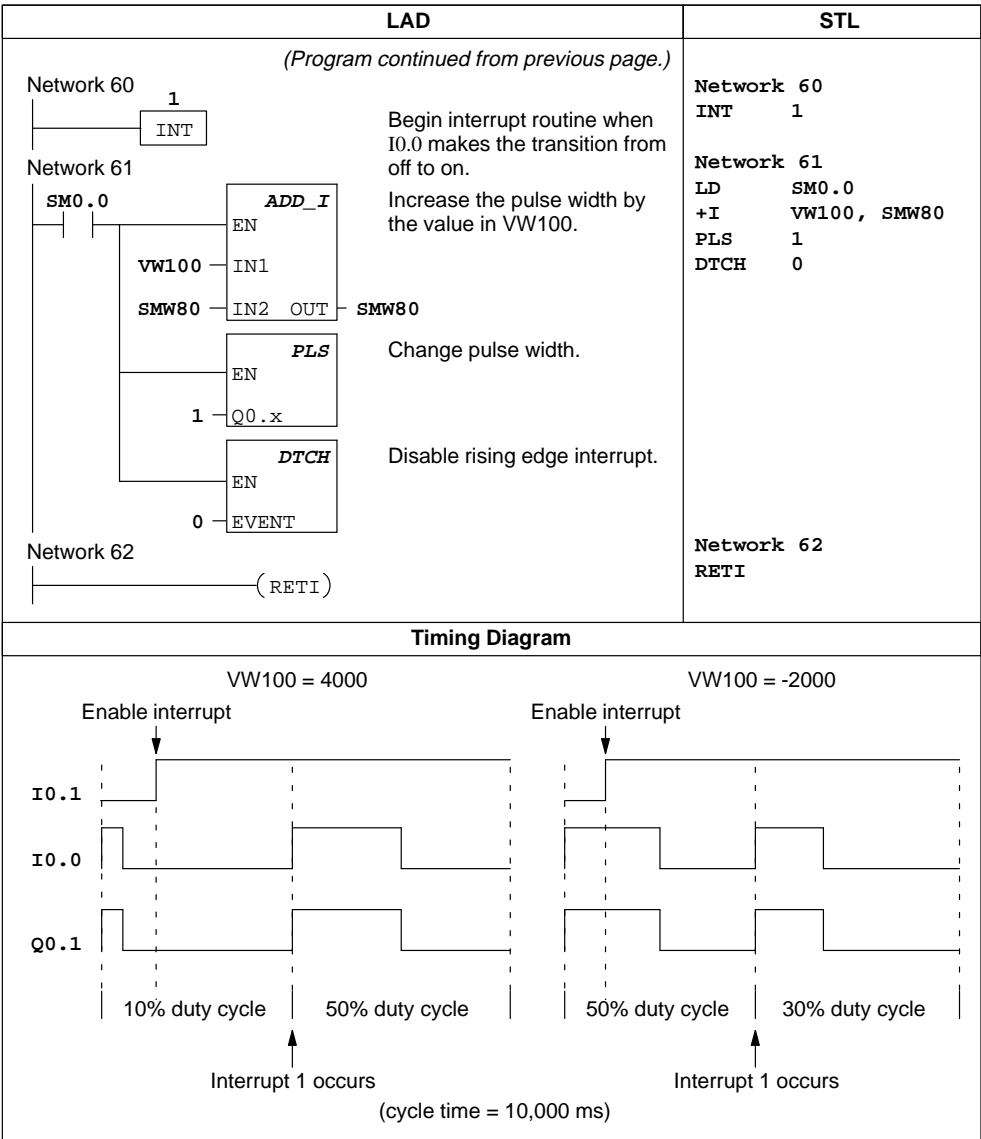 LAD
STL
(Program continued from previous page.)
Network 60
1
INT
Begin interrupt routine when
I0.0 makes the transition from
off to on.
Network 61
SM0.0
ADD_I
EN
VW100
IN1
SMW80
IN2 OUT
SMW80
Increase the pulse width by
the value in VW100.
PLS
EN
1
Q0.x
Change pulse width.
DTCH
EN
0
EVENT
Disable rising edge interrupt.
Network 62
RETI
Network 60
INT 1
Network 61
LD SM0.0
+I VW100, SMW80
PLS 1
DTCH 0
Network 62
RETI
Timing Diagram
VW100 = 4000
VW100 = -2000
Enable interrupt
Enable interrupt
I0.1
I0.0
Q0.1
10% duty cycle
50% duty cycle
50% duty cycle
30% duty cycle
Interrupt 1 occurs
Interrupt 1 occurs
(cycle time = 10,000 ms)